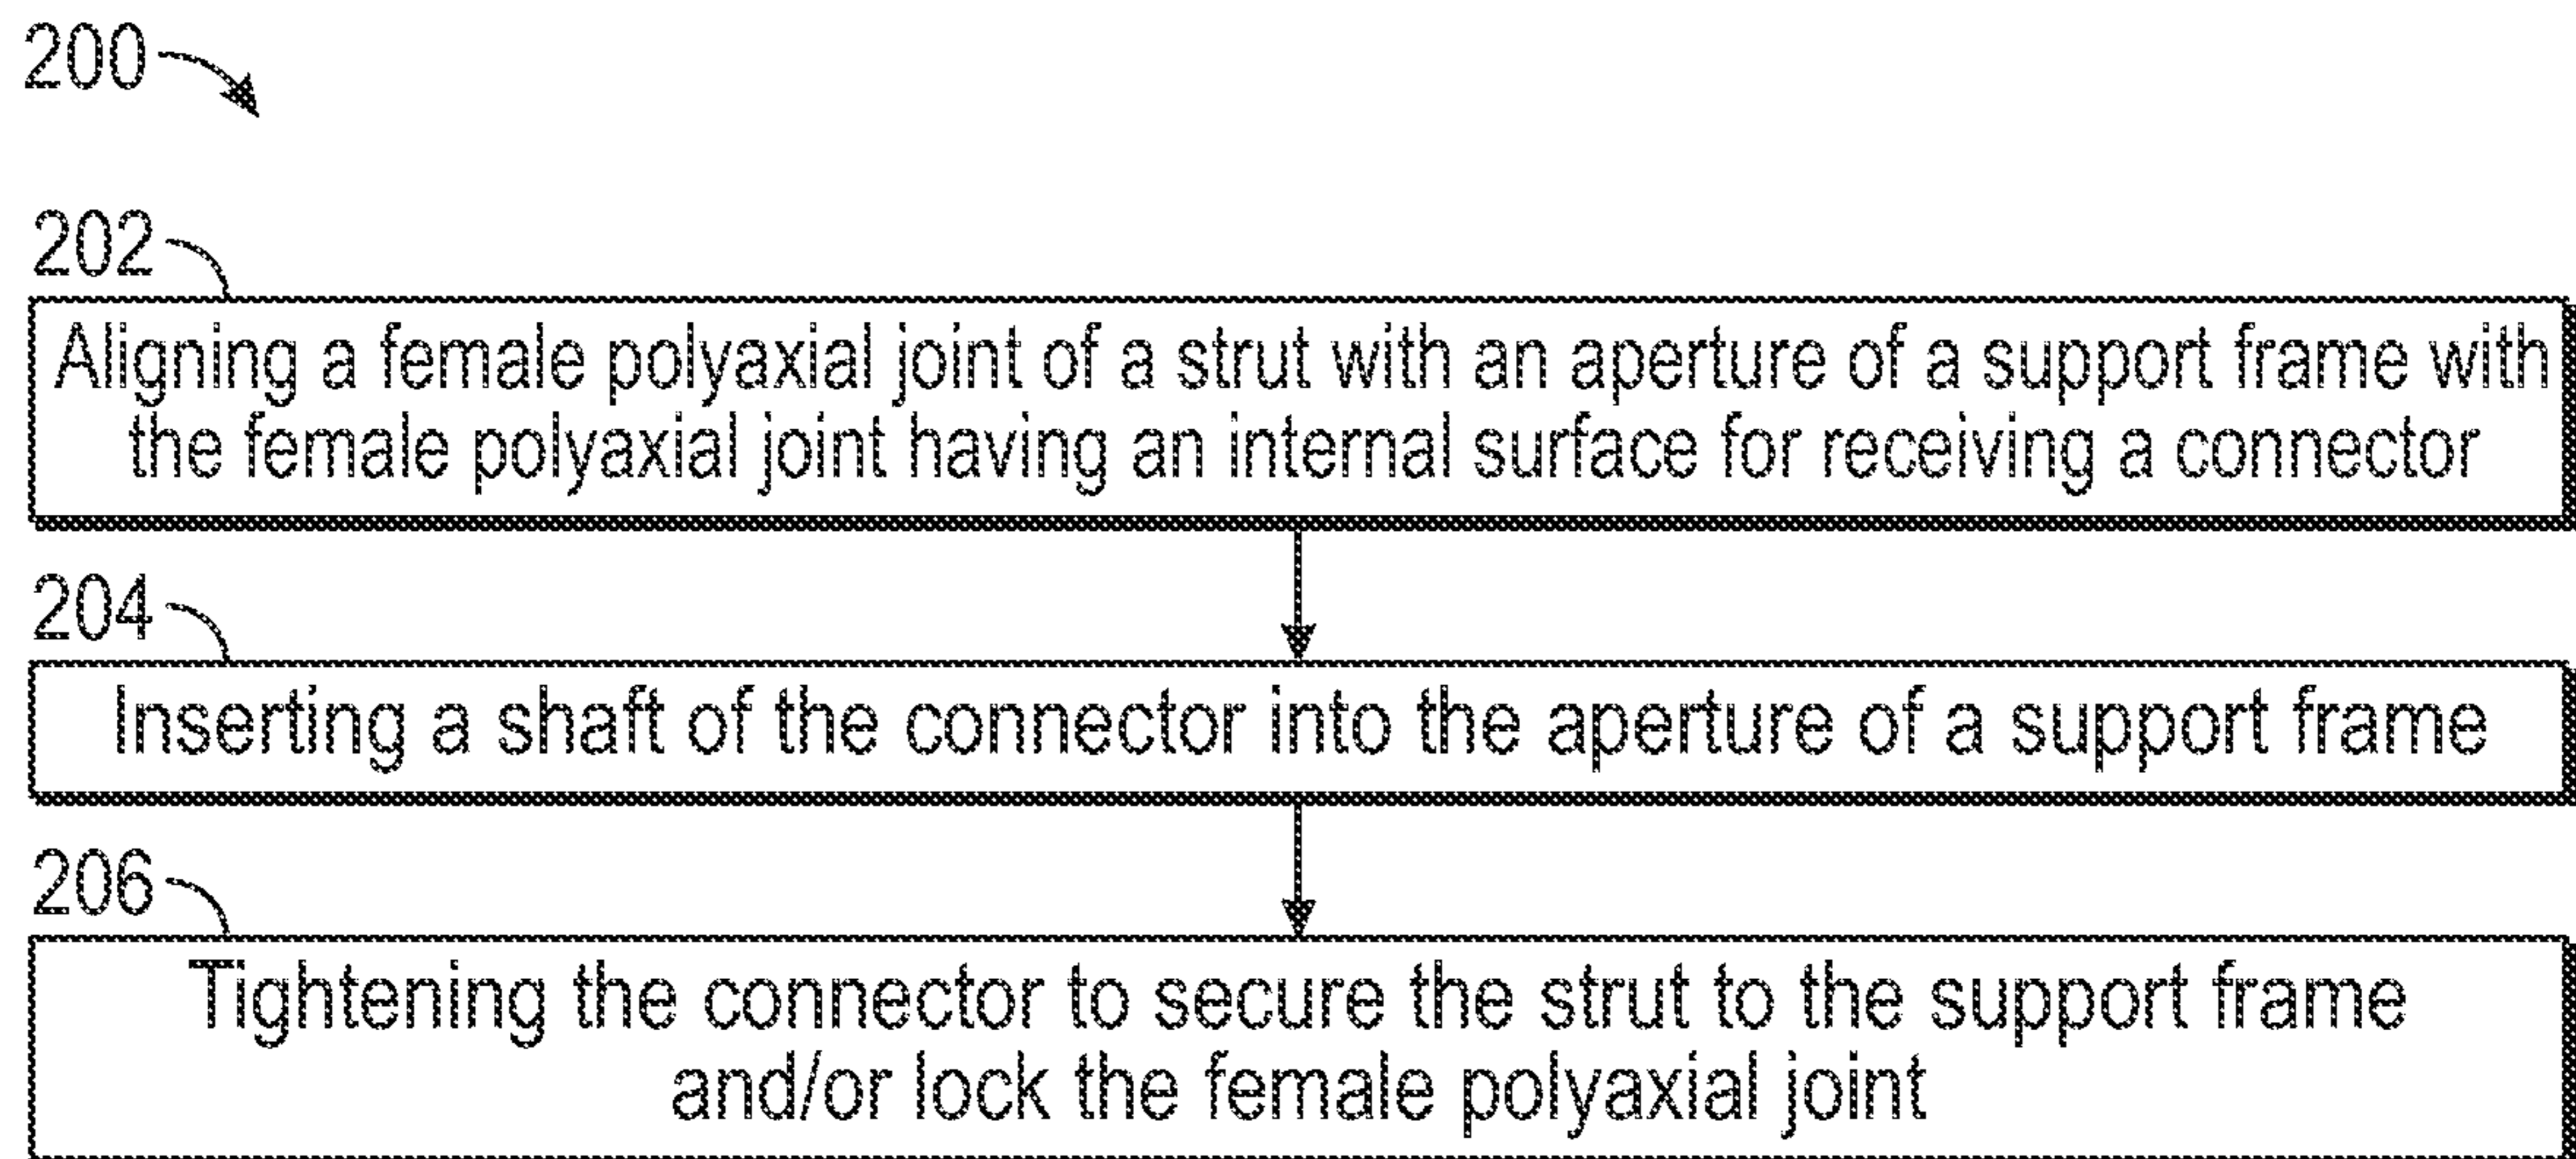 200
202
Aligning a female polyaxial joint of a strut with an aperture of a support frame with
the female polyaxial joint having an internal surface for receiving a connector
204
Inserting a shaft of the connector into the aperture of a support frame
206
Tightening the connector to secure the strut to the support frame
and/or lock the female polyaxial joint